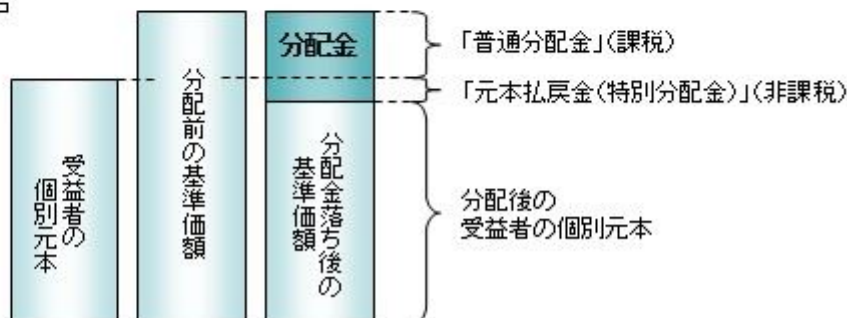 受益者の
個別元本
分配前の基準価額
分配金
分配金落ち後の
基準価額
「普通分配金」(課税)
「元本払戻金(特別分配金)」(非課税)
分配後の
受益者の個別元本